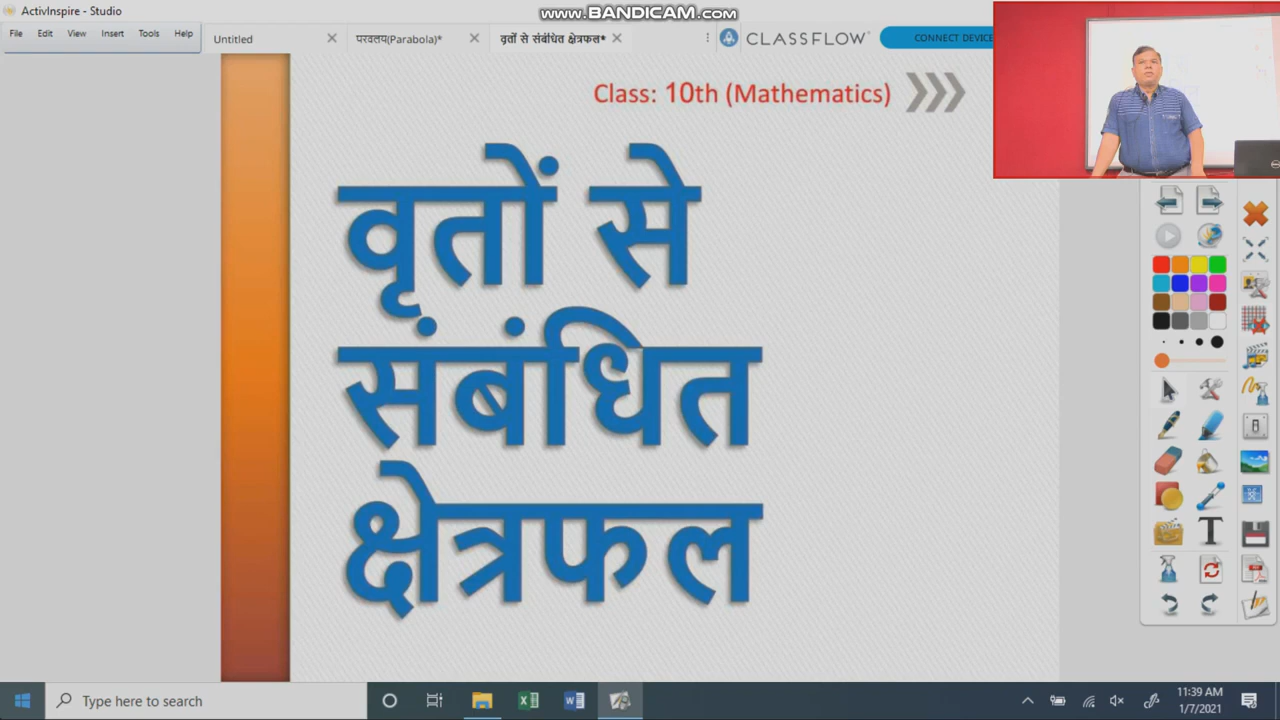 ActivInspire - Studio
www.BANDICAM.com
File Edit View Insert Tools Help
Untitled
परवलय(Parabola)*
वृतों से संबंधित क्षेत्रफल*
CLASSFLOW
CONNECT DEVICE
Class: 10th (Mathematics)
वृतों से
संबंधित
क्षेत्रफल
Type here to search
11:39 AM
1/7/2021